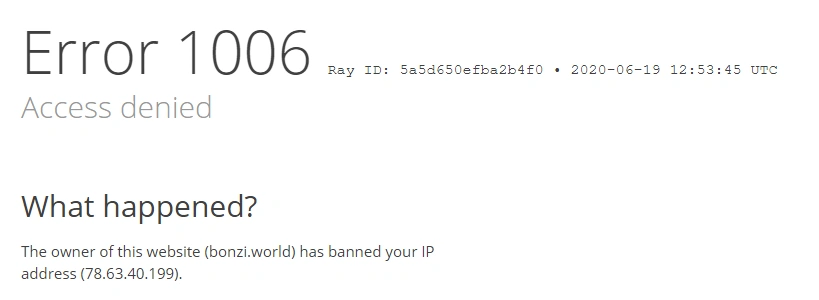 Error 1006 Ray ID: 5a5d650efba2b4f0 • 2020-06-19 12:53:45 UTC
Access denied
What happened?
The owner of this website (bonzi.world) has banned your IP
address (78.63.40.199).